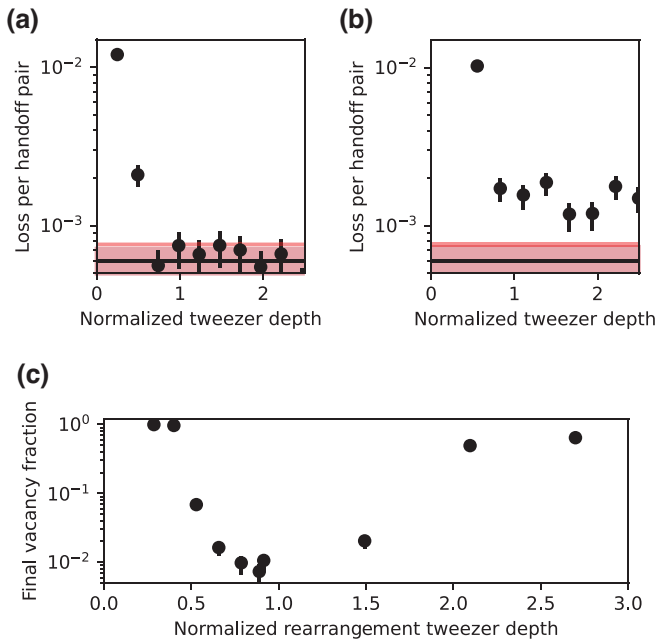 (a)
(b)
Loss per handoff pair
10⁻²
10⁻³
0
1
2
Normalized tweezer depth
Loss per handoff pair
10⁻²
10⁻³
0
1
2
Normalized tweezer depth
(c)
Final vacancy fraction
10⁰
10⁻¹
10⁻²
0.0
0.5
1.0
1.5
2.0
2.5
3.0
Normalized rearrangement tweezer depth